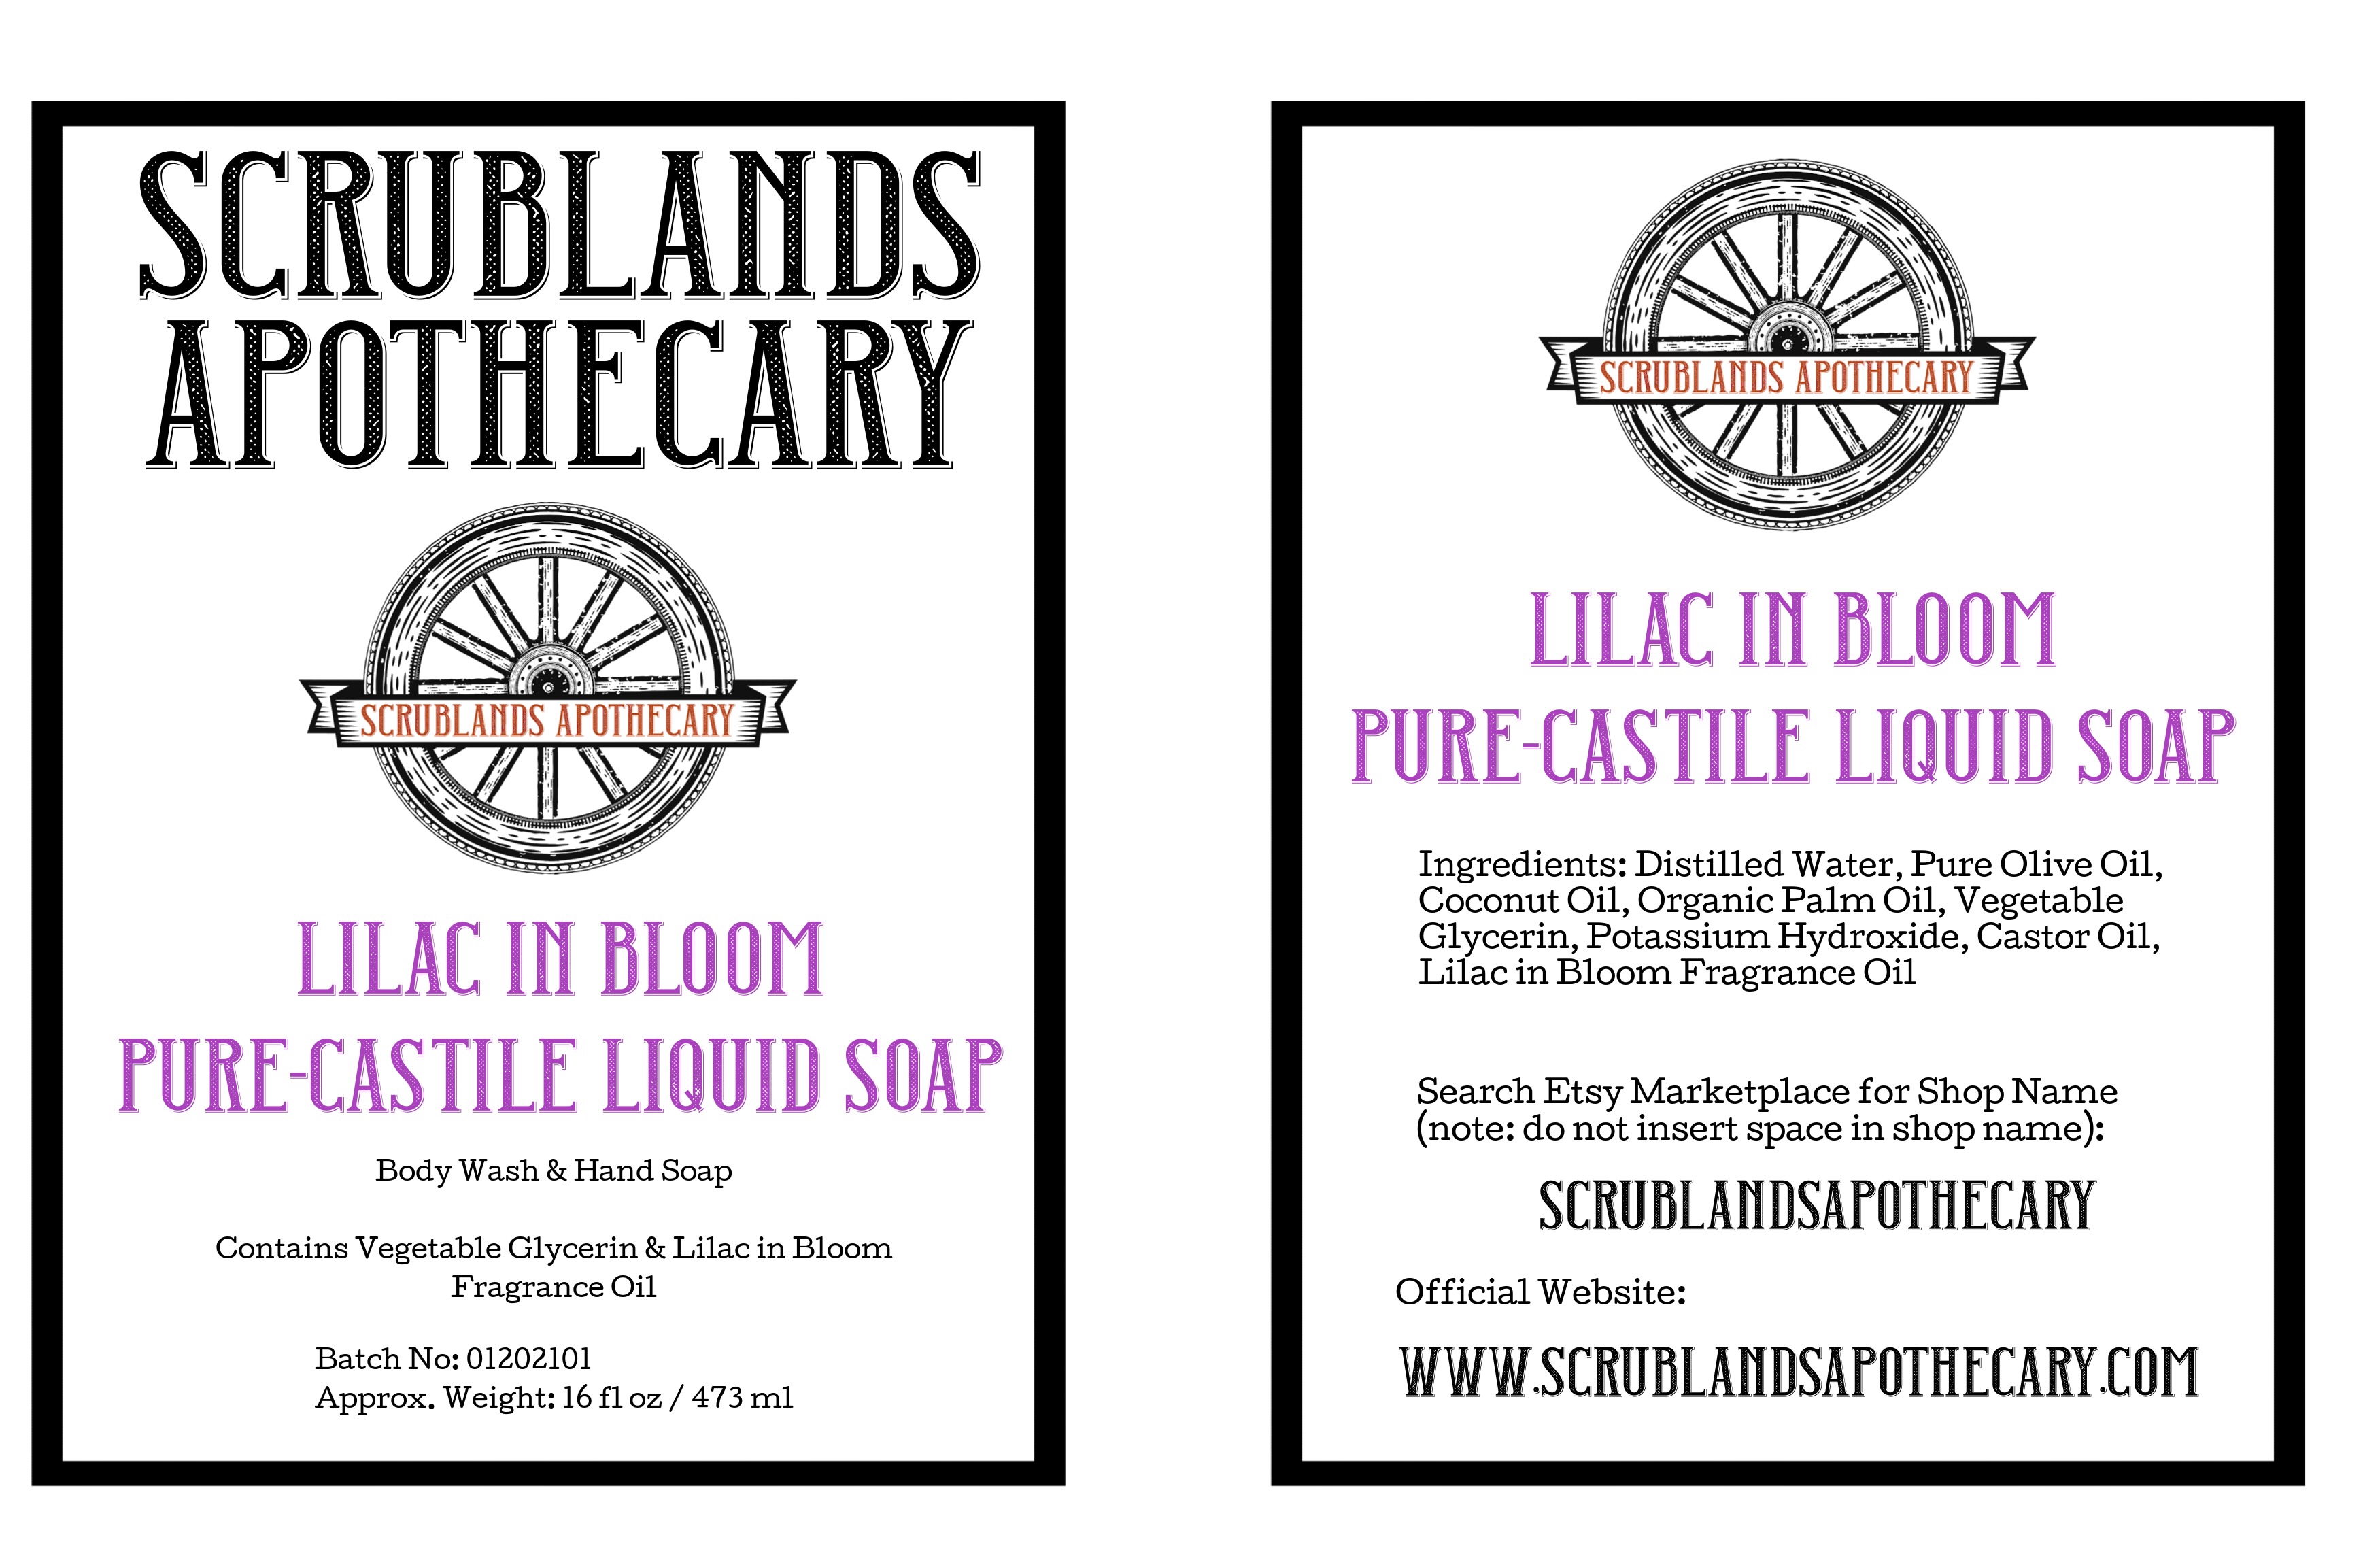 SCRUBLANDS
APOTHECARY
SCRUBLANDS APOTHECARY
LILAC IN BLOOM
PURE-CASTILE LIQUID SOAP
Body Wash & Hand Soap
Contains Vegetable Glycerin & Lilac in Bloom
Fragrance Oil
Batch No: 01202101
Approx. Weight: 16 fl oz / 473 ml
SCRUBLANDS APOTHECARY
LILAC IN BLOOM
PURE-CASTILE LIQUID SOAP
Ingredients: Distilled Water, Pure Olive Oil,
Coconut Oil, Organic Palm Oil, Vegetable
Glycerin, Potassium Hydroxide, Castor Oil,
Lilac in Bloom Fragrance Oil
Search Etsy Marketplace for Shop Name
(note: do not insert space in shop name):
SCRUBLANDSAPOTHECARY
Official Website:
WWW.SCRUBLANDSAPOTHECARY.COM